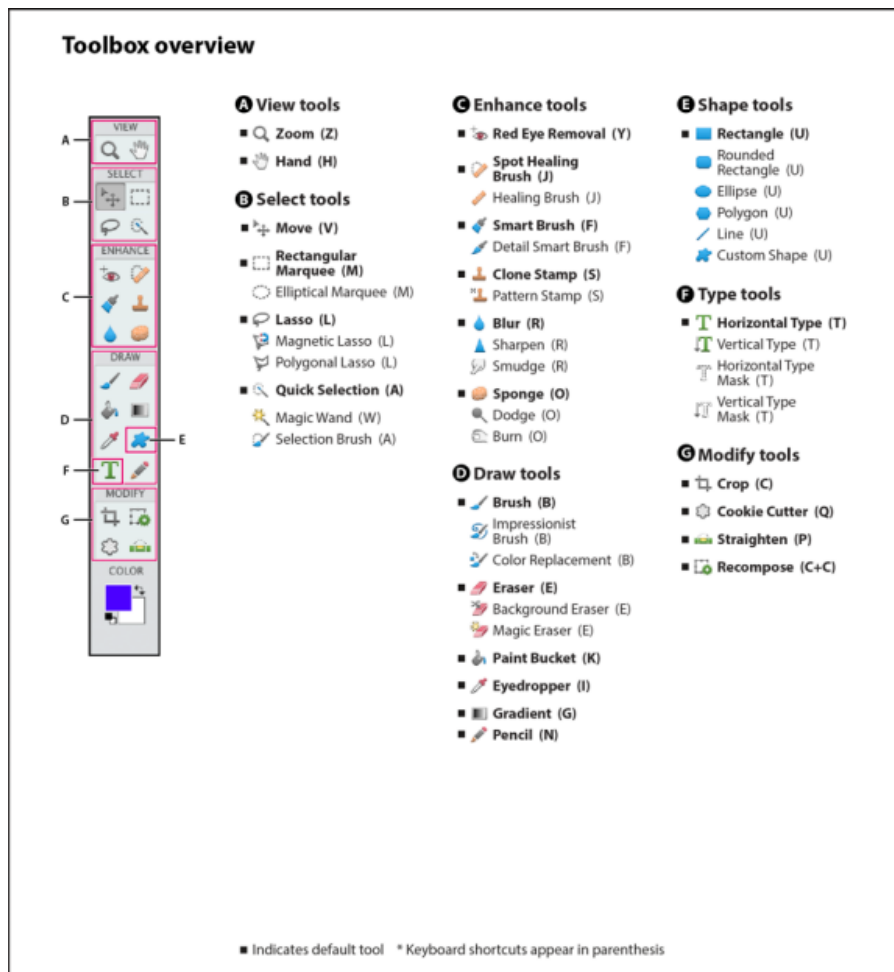 Toolbox overview
VIEW
A
SELECT
B
ENHANCE
C
DRAW
D
E
F
T
MODIFY
G
COLOR
A View tools
■ Zoom (Z)
■ Hand (H)
B Select tools
■ Move (V)
■ Rectangular
Marquee (M)
Elliptical Marquee (M)
■ Lasso (L)
Magnetic Lasso (L)
Polygonal Lasso (L)
■ Quick Selection (A)
Magic Wand (W)
Selection Brush (A)
C Enhance tools
■ Red Eye Removal (Y)
■ Spot Healing
Brush (J)
Healing Brush (J)
■ Smart Brush (F)
Detail Smart Brush (F)
■ Clone Stamp (S)
Pattern Stamp (S)
■ Blur (R)
Sharpen (R)
Smudge (R)
■ Sponge (O)
Dodge (O)
Burn (O)
D Draw tools
■ Brush (B)
Impressionist
Brush (B)
Color Replacement (B)
■ Eraser (E)
Background Eraser (E)
Magic Eraser (E)
■ Paint Bucket (K)
■ Eyedropper (I)
■ Gradient (G)
■ Pencil (N)
E Shape tools
■ Rectangle (U)
Rounded
Rectangle (U)
Ellipse (U)
Polygon (U)
Line (U)
Custom Shape (U)
F Type tools
■ T Horizontal Type (T)
T Vertical Type (T)
T Horizontal Type
Mask (T)
T Vertical Type
Mask (T)
G Modify tools
■ Crop (C)
■ Cookie Cutter (Q)
■ Straighten (P)
■ Recompose (C+C)
■ Indicates default tool * Keyboard shortcuts appear in parenthesis